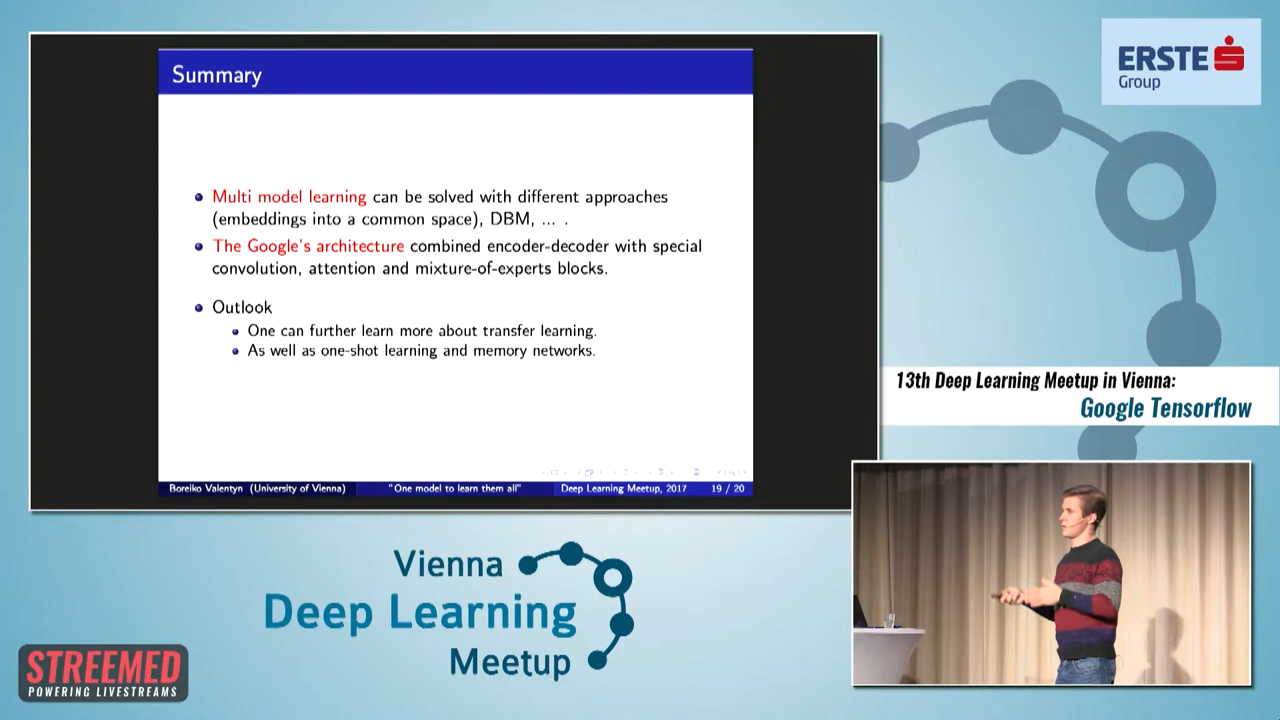 Summary
Multi model learning can be solved with different approaches
(embeddings into a common space), DBM, ... .
The Google's architecture combined encoder-decoder with special
convolution, attention and mixture-of-experts blocks.
Outlook
One can further learn more about transfer learning.
As well as one-shot learning and memory networks.
Boreiko Valentyn (University of Vienna) "One model to learn them all" Deep Learning Meetup, 2017 19 / 20
ERSTE
Group
13th Deep Learning Meetup in Vienna:
Google Tensorflow
Vienna
Deep Learning
Meetup
STREEMED
POWERING LIVESTREAMS